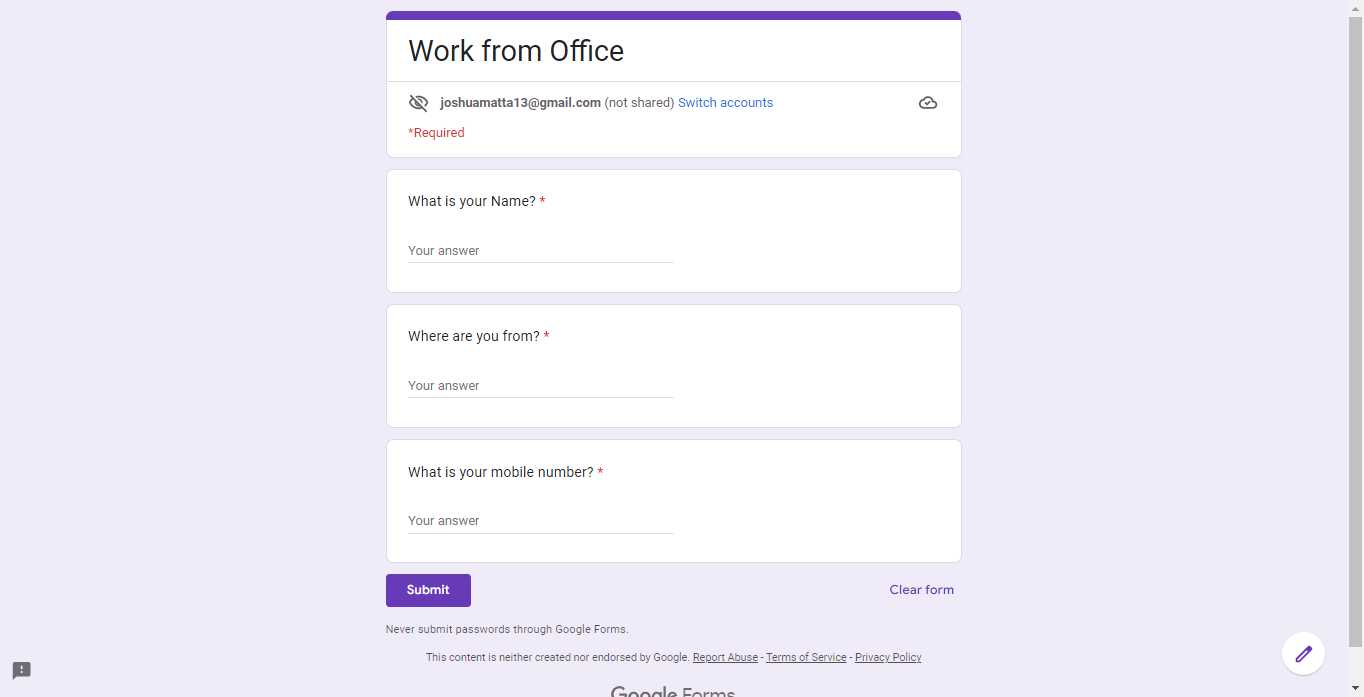 Work from Office
joshuamatta13@gmail.com (not shared) Switch accounts
*Required
What is your Name? *
Your answer
Where are you from? *
Your answer
What is your mobile number? *
Your answer
Submit Clear form
Never submit passwords through Google Forms.
This content is neither created nor endorsed by Google. Report Abuse - Terms of Service - Privacy Policy
Google Forms